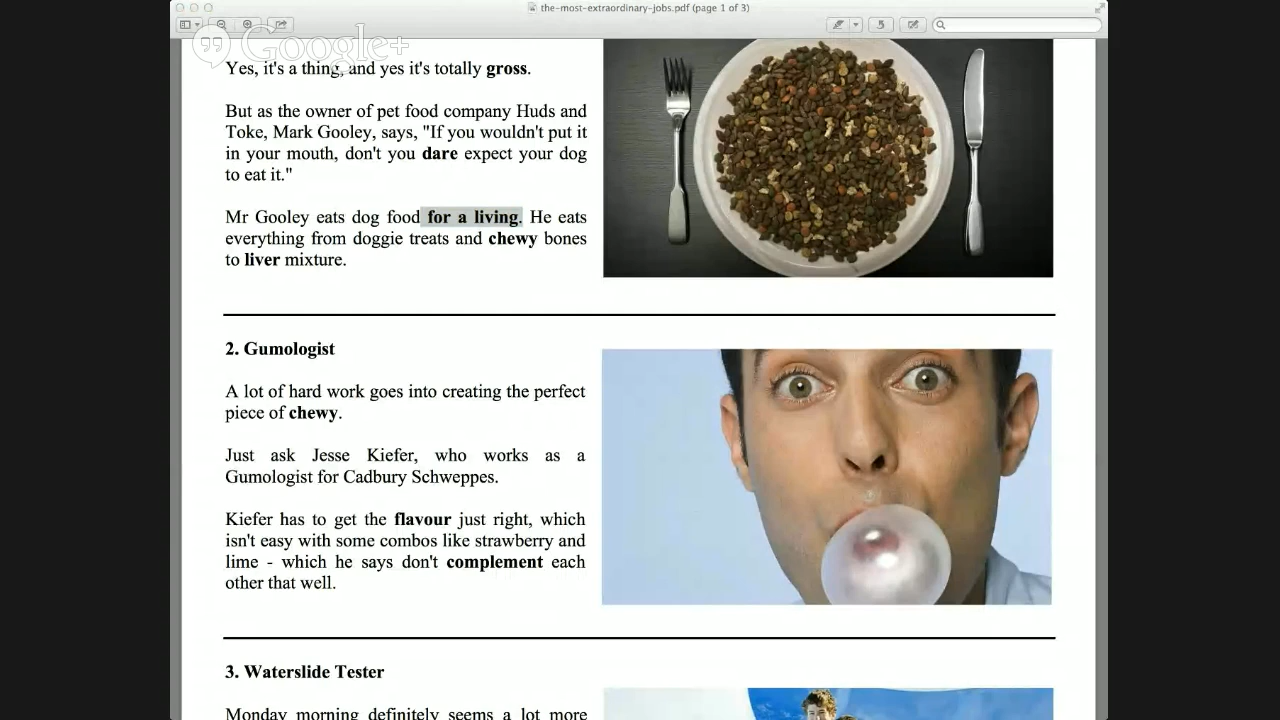 the-most-extraordinary-jobs.pdf (page 1 of 3)
Google+
Yes, it's a thing, and yes it's totally gross.
But as the owner of pet food company Huds and
Toke, Mark Gooley, says, "If you wouldn't put it
in your mouth, don't you dare expect your dog
to eat it."
Mr Gooley eats dog food for a living. He eats
everything from doggie treats and chewy bones
to liver mixture.
2. Gumologist
A lot of hard work goes into creating the perfect
piece of chewy.
Just ask Jesse Kiefer, who works as a
Gumologist for Cadbury Schweppes.
Kiefer has to get the flavour just right, which
isn't easy with some combos like strawberry and
lime - which he says don't complement each
other that well.
3. Waterslide Tester
Monday morning definitely seems a lot more